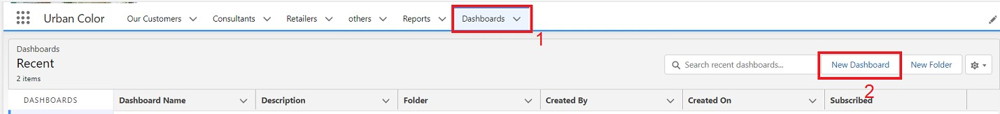 Urban Color Our Customers Consultants Retailers others Reports Dashboards
1
Dashboards
Recent
2 items
Search recent dashboards... New Dashboard New Folder
2
DASHBOARDS Dashboard Name Description Folder Created By Created On Subscribed